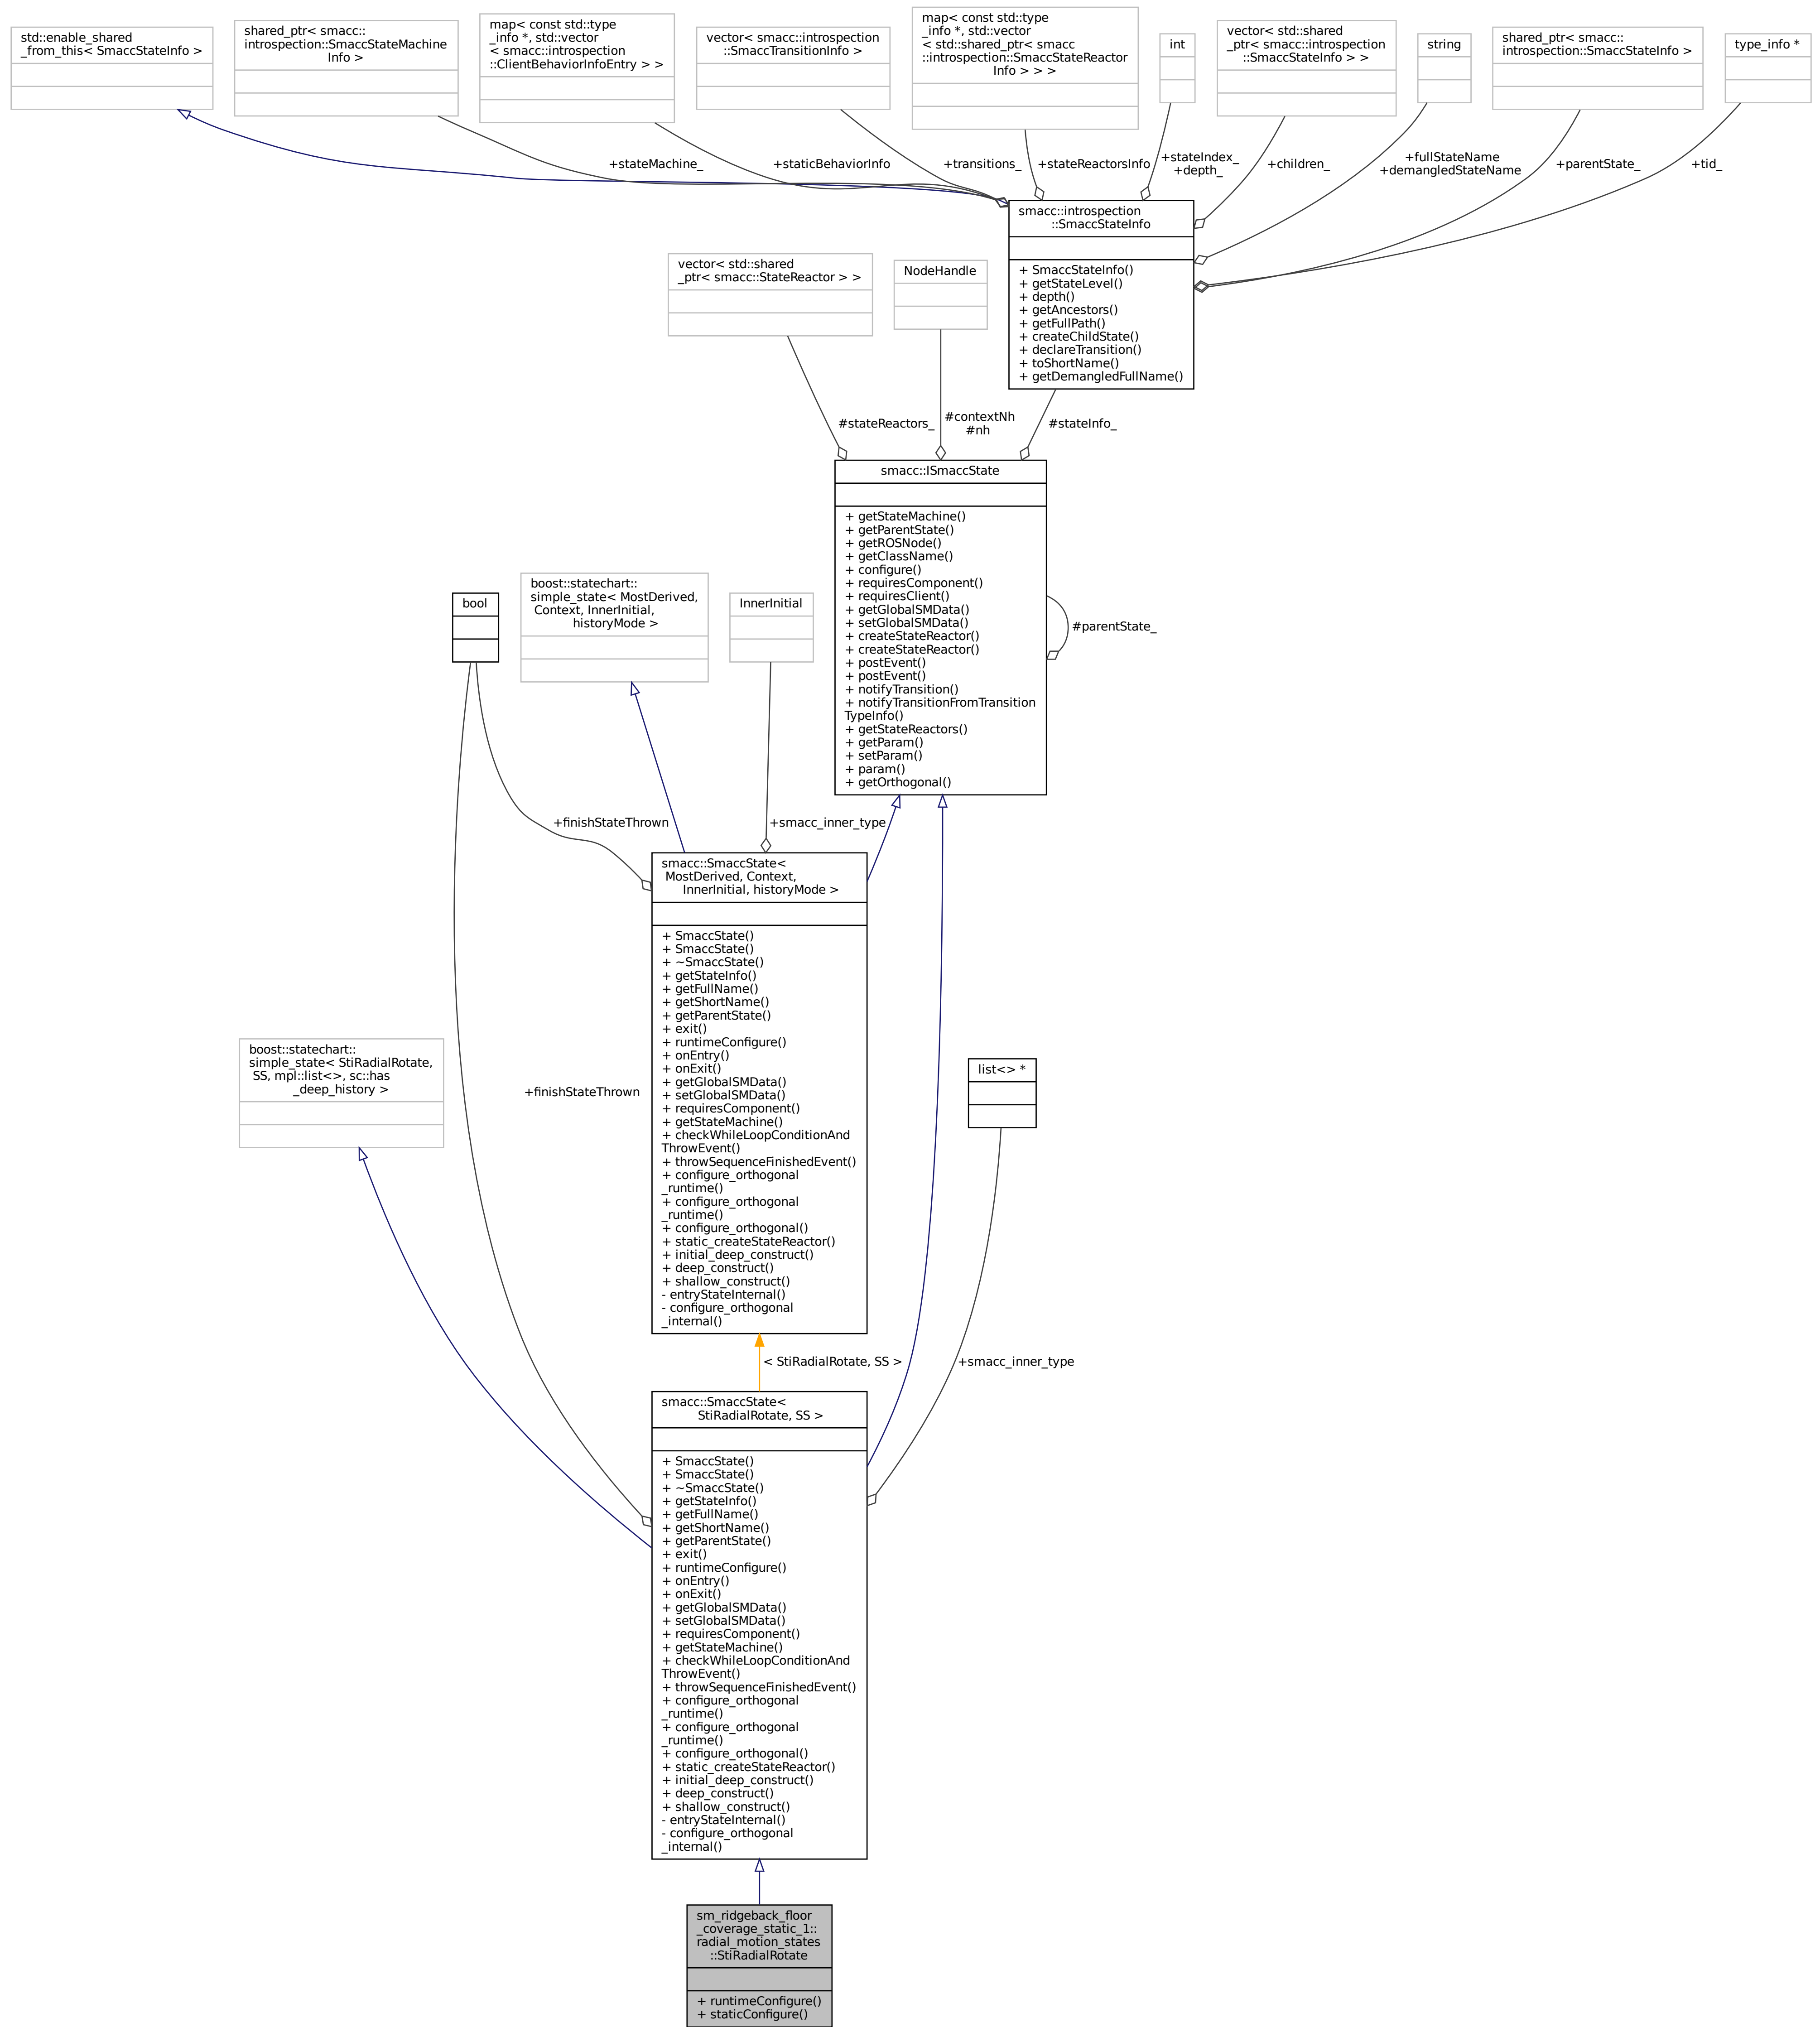 std::enable_shared
_from_this< SmaccStateInfo >
shared_ptr< smacc::
introspection::SmaccStateMachine
Info >
map< const std::type
_info *, std::vector
< smacc::introspection
::ClientBehaviorInfoEntry > >
vector< smacc::introspection
::SmaccTransitionInfo >
map< const std::type
_info *, std::vector
< std::shared_ptr< smacc
::introspection::SmaccStateReactor
Info > > >
int
vector< std::shared
_ptr< smacc::introspection
::SmaccStateInfo > >
string
shared_ptr< smacc::
introspection::SmaccStateInfo >
type_info *
+stateMachine_
+staticBehaviorInfo
+transitions_
+stateReactorsInfo
+stateIndex_
+depth_
+children_
+fullStateName
+demangledStateName
+parentState_
+tid_
smacc::introspection
::SmaccStateInfo
+ SmaccStateInfo()
+ getStateLevel()
+ depth()
+ getAncestors()
+ getFullPath()
+ createChildState()
+ declareTransition()
+ toShortName()
+ getDemangledFullName()
vector< std::shared
_ptr< smacc::StateReactor > >
NodeHandle
#stateReactors_
#contextNh
#nh
#stateInfo_
smacc::ISmaccState
+ getStateMachine()
+ getParentState()
+ getROSNode()
+ getClassName()
+ configure()
+ requiresComponent()
+ requiresClient()
+ getGlobalSMData()
+ setGlobalSMData()
+ createStateReactor()
+ createStateReactor()
+ postEvent()
+ postEvent()
+ notifyTransition()
+ notifyTransitionFromTransition
TypeInfo()
+ getStateReactors()
+ getParam()
+ setParam()
+ param()
+ getOrthogonal()
#parentState_
bool
boost::statechart::
simple_state< MostDerived,
Context, InnerInitial,
historyMode >
InnerInitial
+finishStateThrown
+smacc_inner_type
smacc::SmaccState<
MostDerived, Context,
InnerInitial, historyMode >
+ SmaccState()
+ SmaccState()
+ ~SmaccState()
+ getStateInfo()
+ getFullName()
+ getShortName()
+ getParentState()
+ exit()
+ runtimeConfigure()
+ onEntry()
+ onExit()
+ getGlobalSMData()
+ setGlobalSMData()
+ requiresComponent()
+ getStateMachine()
+ checkWhileLoopConditionAnd
ThrowEvent()
+ throwSequenceFinishedEvent()
+ configure_orthogonal
_runtime()
+ configure_orthogonal
_runtime()
+ configure_orthogonal()
+ static_createStateReactor()
+ initial_deep_construct()
+ deep_construct()
+ shallow_construct()
- entryStateInternal()
- configure_orthogonal
_internal()
boost::statechart::
simple_state< StiRadialRotate,
SS, mpl::list<>, sc::has
_deep_history >
+finishStateThrown
list<> *
< StiRadialRotate, SS >
+smacc_inner_type
smacc::SmaccState<
StiRadialRotate, SS >
+ SmaccState()
+ SmaccState()
+ ~SmaccState()
+ getStateInfo()
+ getFullName()
+ getShortName()
+ getParentState()
+ exit()
+ runtimeConfigure()
+ onEntry()
+ onExit()
+ getGlobalSMData()
+ setGlobalSMData()
+ requiresComponent()
+ getStateMachine()
+ checkWhileLoopConditionAnd
ThrowEvent()
+ throwSequenceFinishedEvent()
+ configure_orthogonal
_runtime()
+ configure_orthogonal
_runtime()
+ configure_orthogonal()
+ static_createStateReactor()
+ initial_deep_construct()
+ deep_construct()
+ shallow_construct()
- entryStateInternal()
- configure_orthogonal
_internal()
sm_ridgeback_floor
_coverage_static_1::
radial_motion_states
::StiRadialRotate
+ runtimeConfigure()
+ staticConfigure()